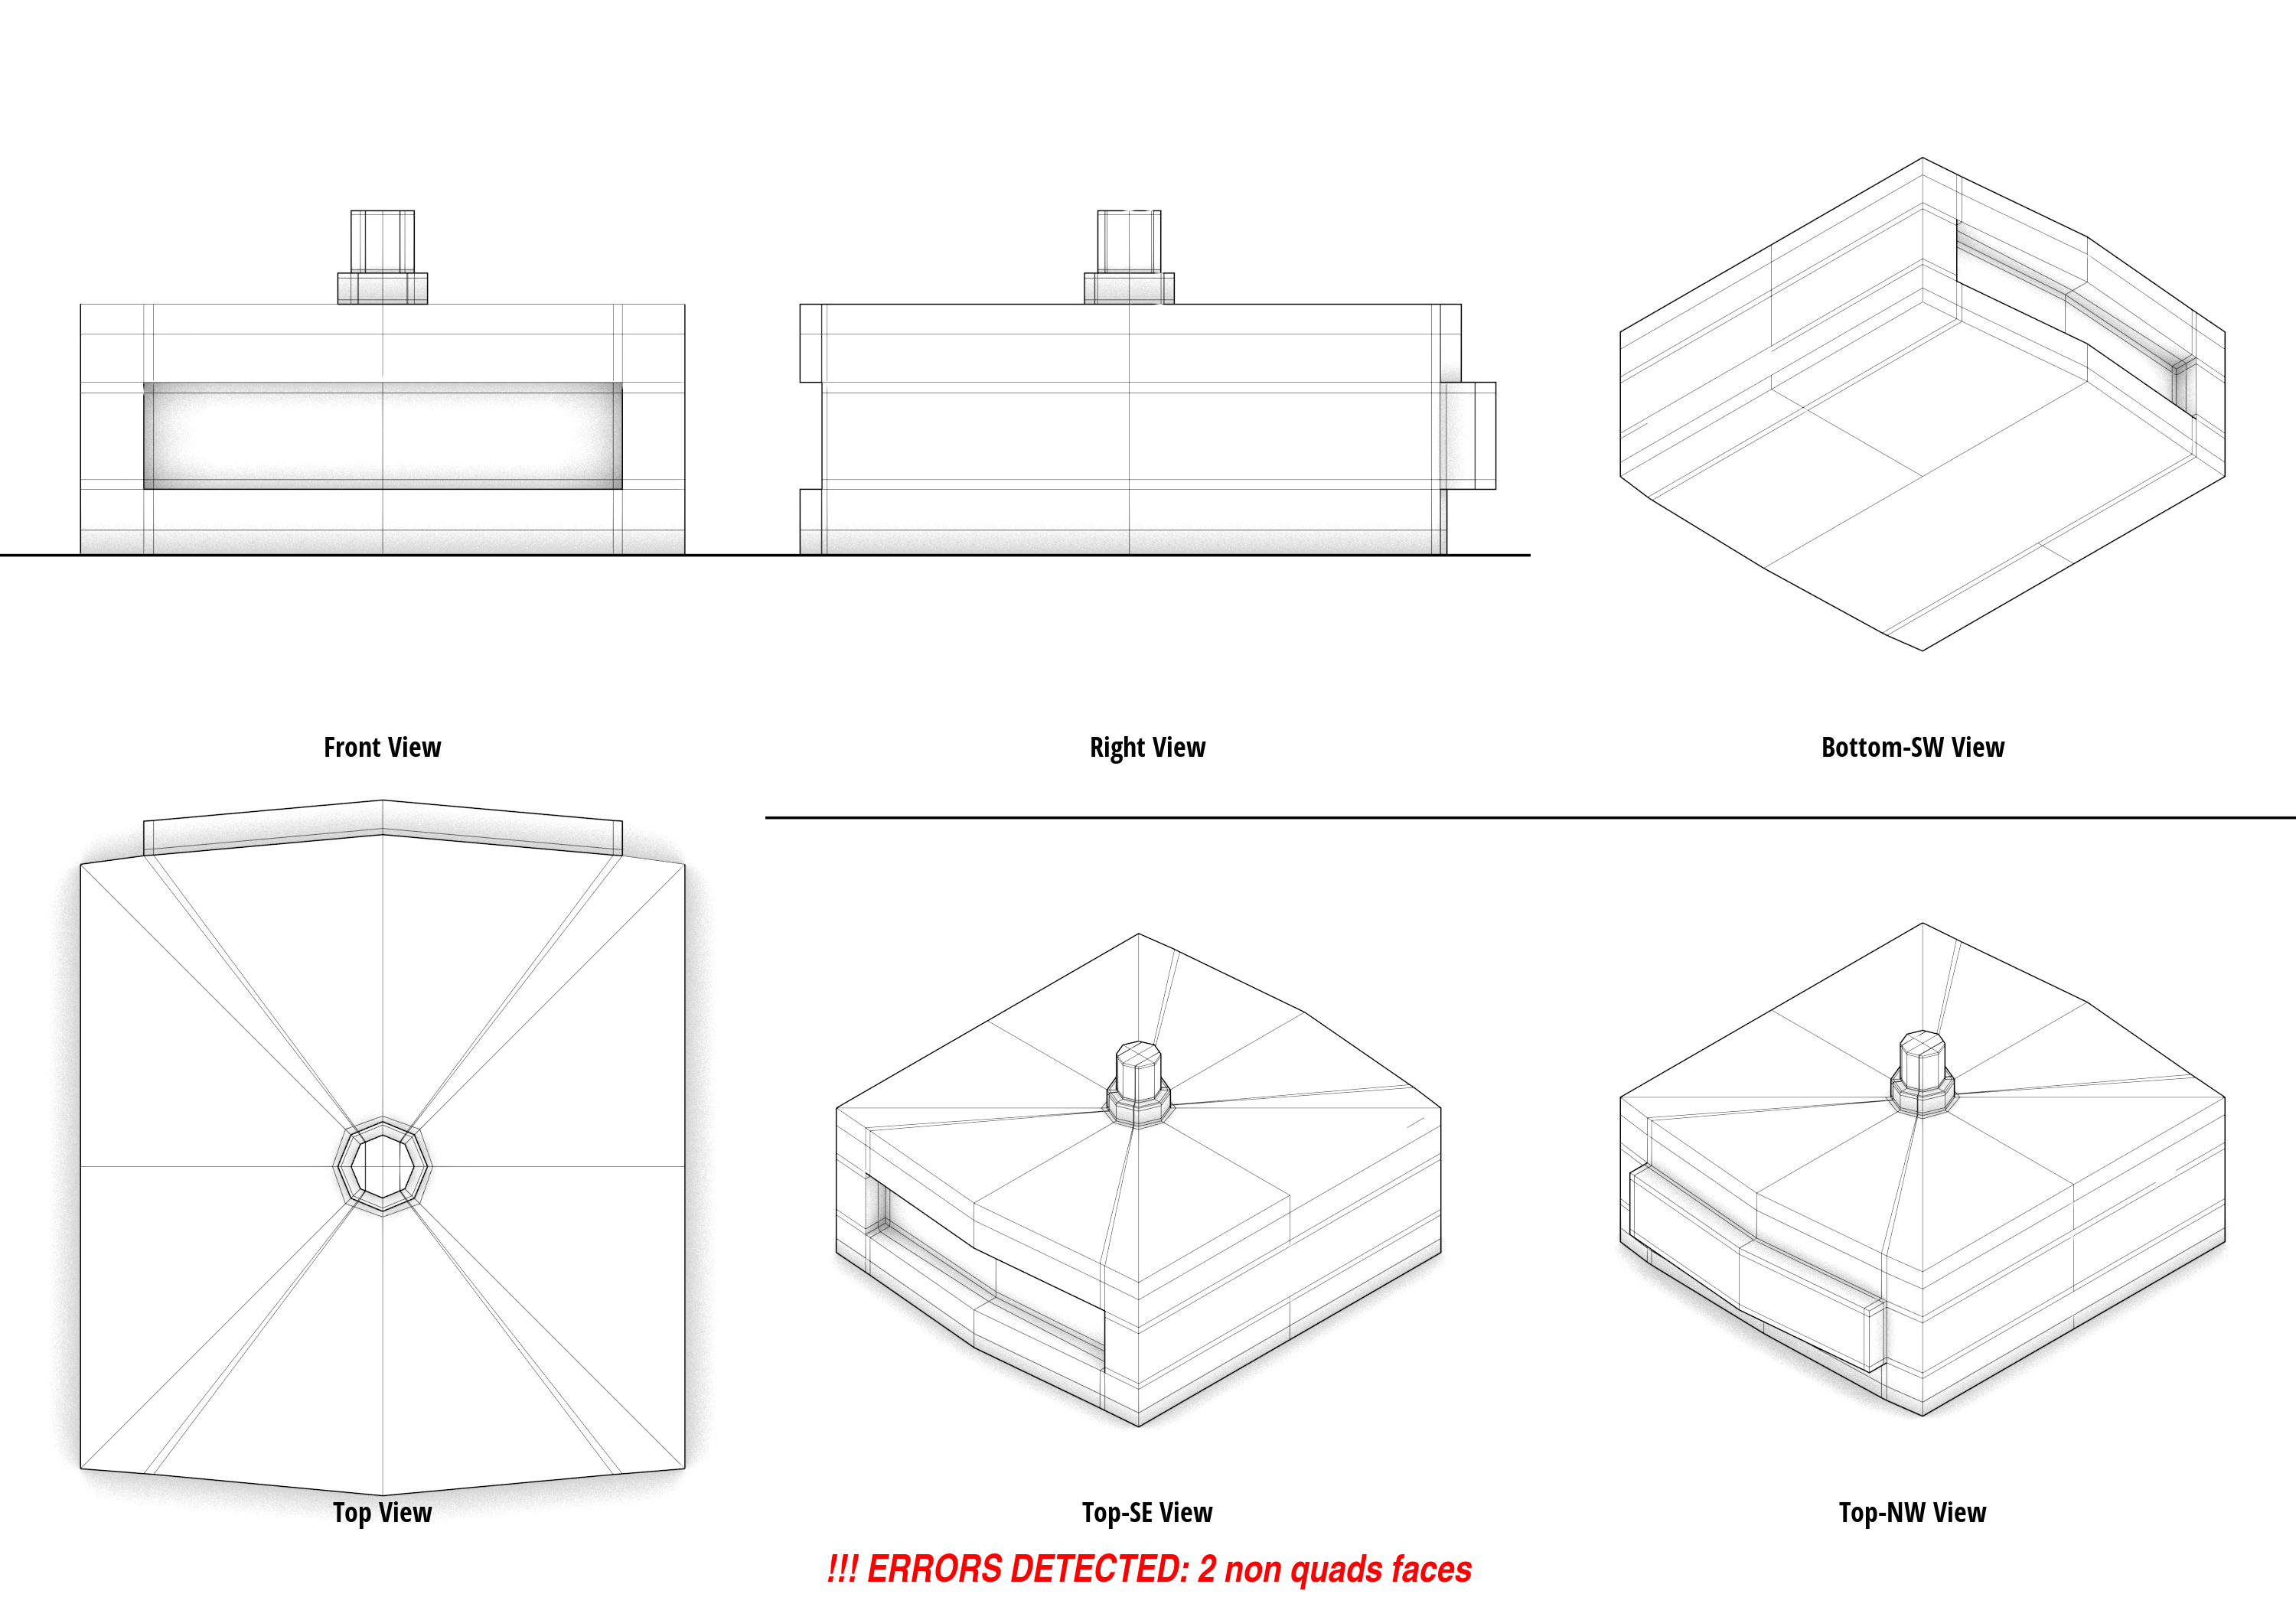 Front View
Right View
Bottom-SW View
Top View
Top-SE View
Top-NW View
!!! ERRORS DETECTED: 2 non quads faces